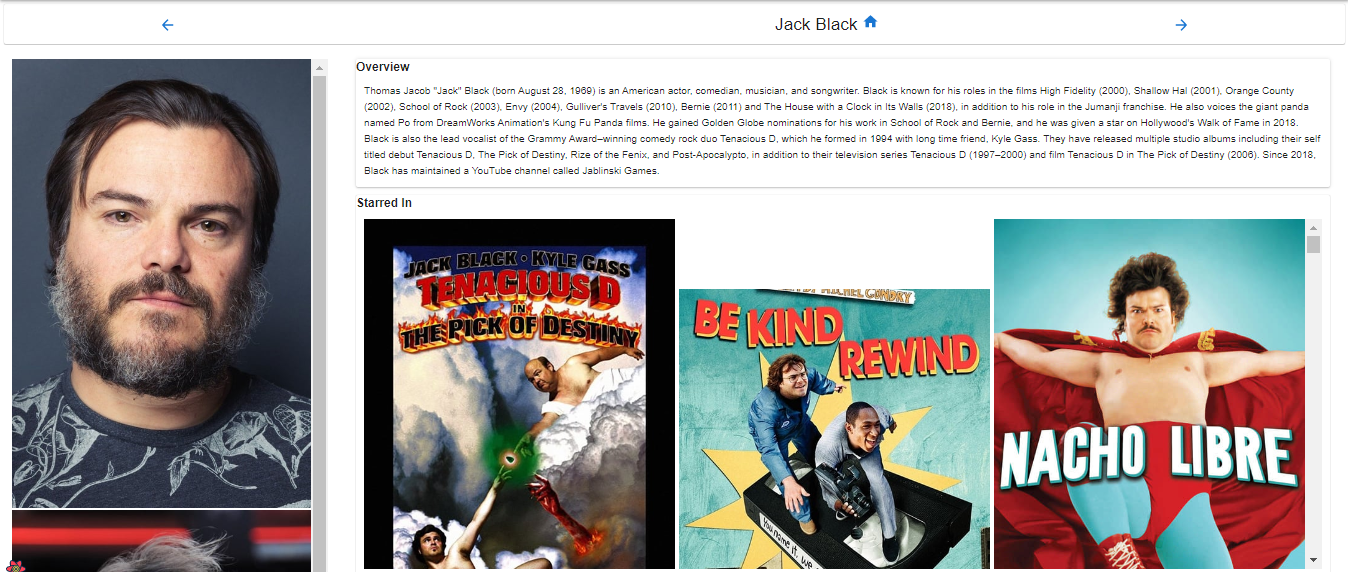 Jack Black
Overview
Thomas Jacob "Jack" Black (born August 28, 1969) is an American actor, comedian, musician, and songwriter. Black is known for his roles in the films High Fidelity (2000), Shallow Hal (2001), Orange County
(2002), School of Rock (2003), Envy (2004), Gulliver's Travels (2010), Bernie (2011) and The House with a Clock in Its Walls (2018), in addition to his role in the Jumanji franchise. He also voices the giant panda
named Po from DreamWorks Animation's Kung Fu Panda films. He gained Golden Globe nominations for his work in School of Rock and Bernie, and he was given a star on Hollywood's Walk of Fame in 2018.
Black is also the lead vocalist of the Grammy Award–winning comedy rock duo Tenacious D, which he formed in 1994 with long time friend, Kyle Gass. They have released multiple studio albums including their self
titled debut Tenacious D, The Pick of Destiny, Rize of the Fenix, and Post-Apocalypto, in addition to their television series Tenacious D (1997–2000) and film Tenacious D in The Pick of Destiny (2006). Since 2018,
Black has maintained a YouTube channel called Jablinski Games.
Starred In
JACK BLACK • KYLE GASS
TENACIOUS D
IN
THE PICK OF DESTINY
MICHEL GONDRY
BE KIND
REWIND
You name it, we
NACHO LIBRE